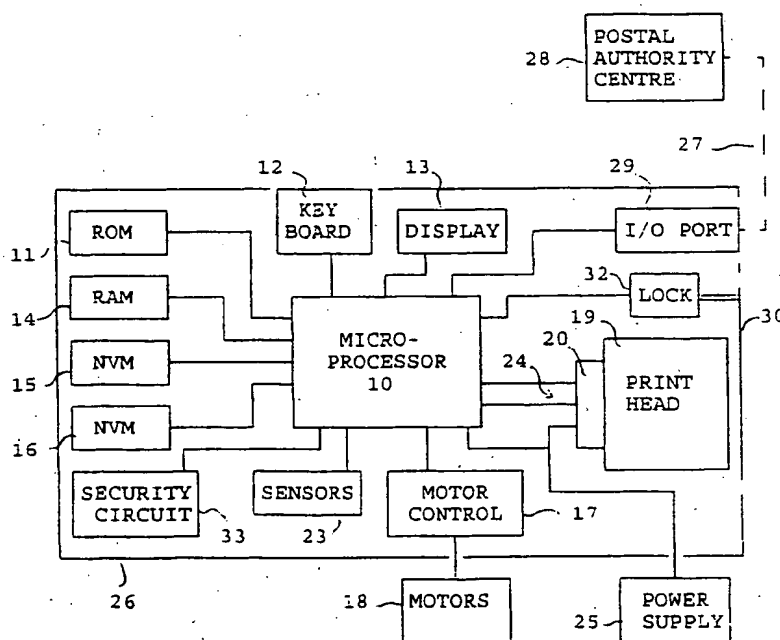 28
POSTAL
AUTHORITY
CENTRE
27
12
13
29
11
ROM
KEY
BOARD
DISPLAY
I/O PORT
32
LOCK
14
RAM
19
30
MICRO-
PROCESSOR
10
20
24
PRINT
HEAD
15
NVM
16
NVM
SECURITY
CIRCUIT
33
SENSORS
23
MOTOR
CONTROL
17
26
18
MOTORS
25
POWER
SUPPLY